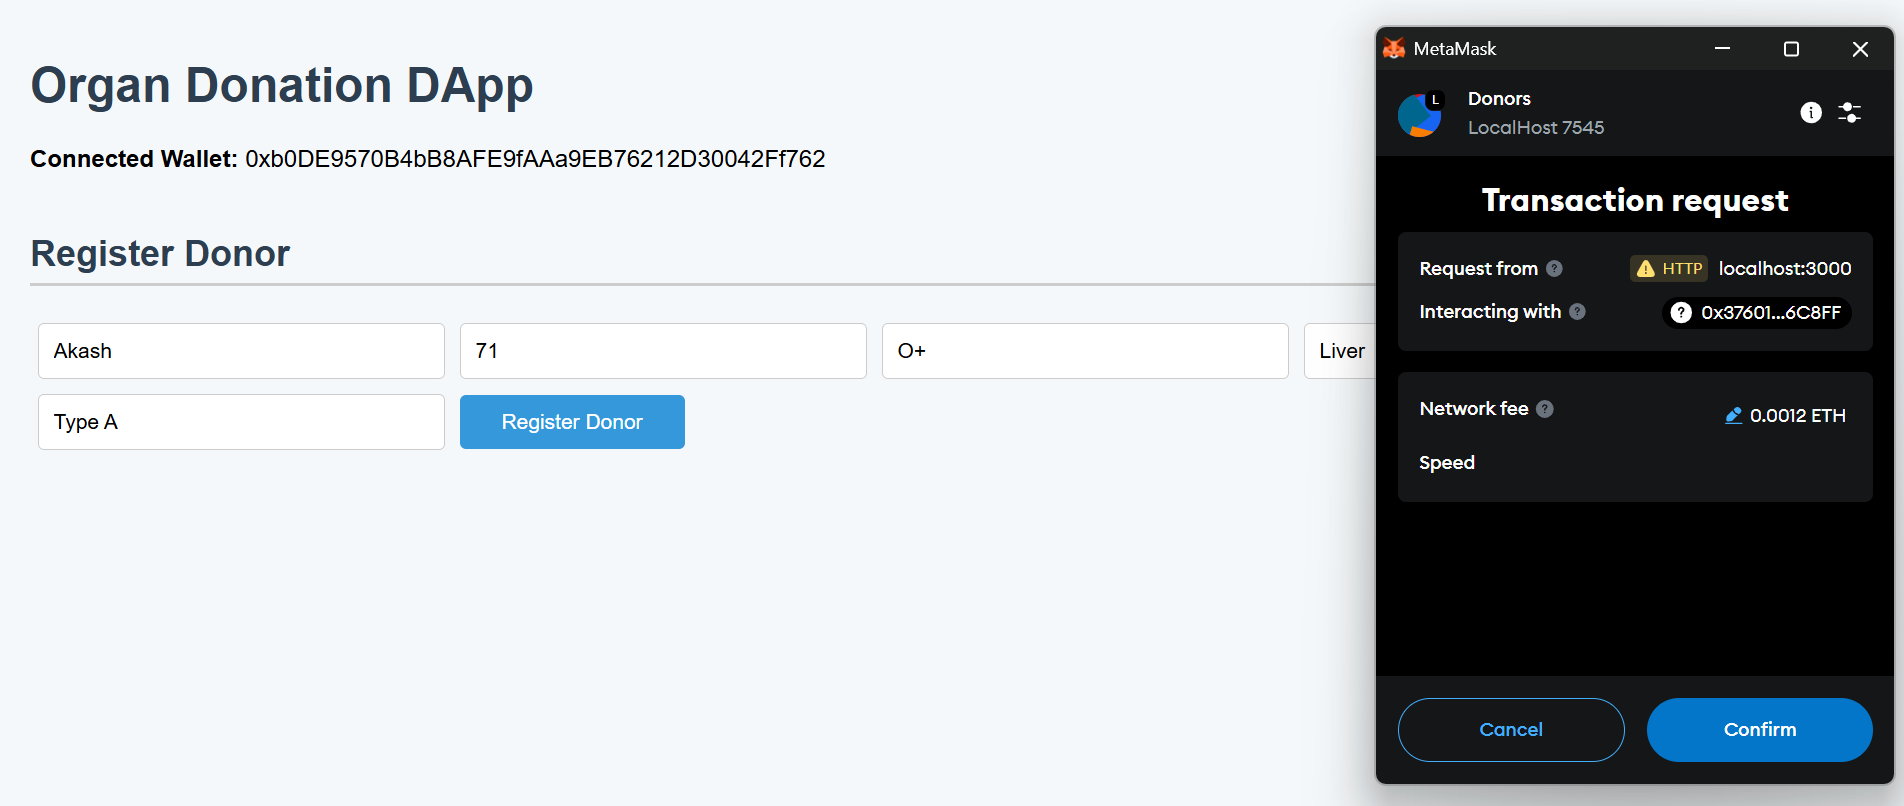 Organ Donation DApp
Connected Wallet: 0xb0DE9570B4bB8AFE9fAAa9EB76212D30042Ff762
Register Donor
Akash
71
O+
Liver
Type A
Register Donor
MetaMask
L
Donors
LocalHost 7545
Transaction request
Request from ? HTTP localhost:3000
Interacting with ? ? 0x37601...6C8FF
Network fee ? 0.0012 ETH
Speed
Cancel
Confirm